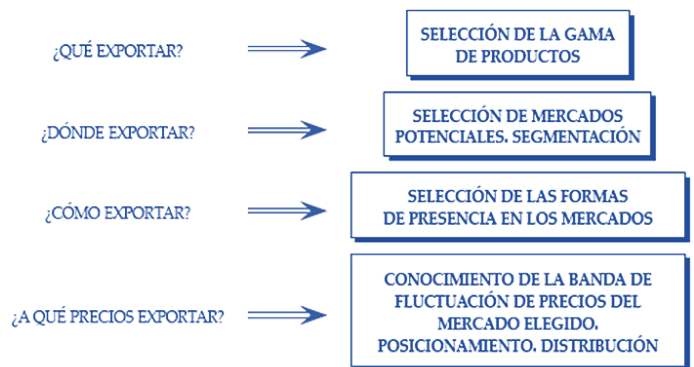 ¿QUÉ EXPORTAR?
SELECCIÓN DE LA GAMA
DE PRODUCTOS
¿DÓNDE EXPORTAR?
SELECCIÓN DE MERCADOS
POTENCIALES. SEGMENTACIÓN
¿CÓMO EXPORTAR?
SELECCIÓN DE LAS FORMAS
DE PRESENCIA EN LOS MERCADOS
¿A QUÉ PRECIOS EXPORTAR?
CONOCIMIENTO DE LA BANDA DE
FLUCTUACIÓN DE PRECIOS DEL
MERCADO ELEGIDO.
POSICIONAMIENTO. DISTRIBUCIÓN